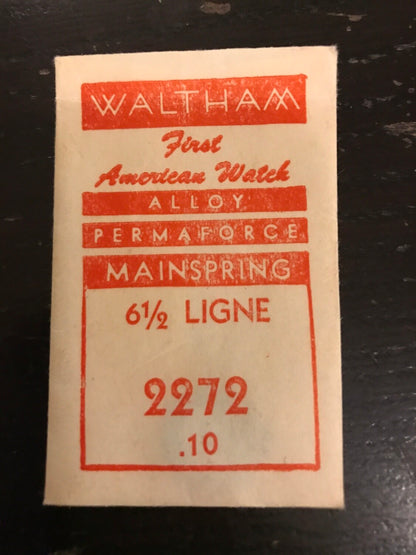 WALTHAM
First
American Watch
ALLOY
PERMAFORCE
MAINSPRING
6½ LIGNE
2272
.10